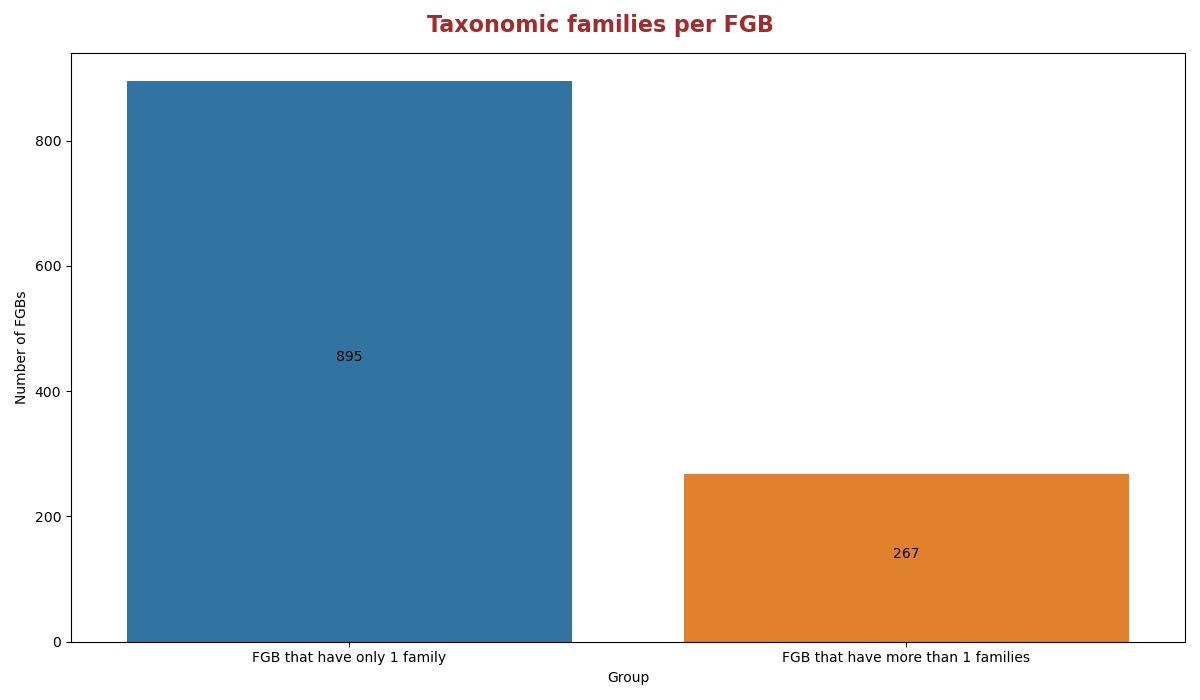 Taxonomic families per FGB
Number of FGBs
800
600
400
200
0
895
267
FGB that have only 1 family
FGB that have more than 1 families
Group